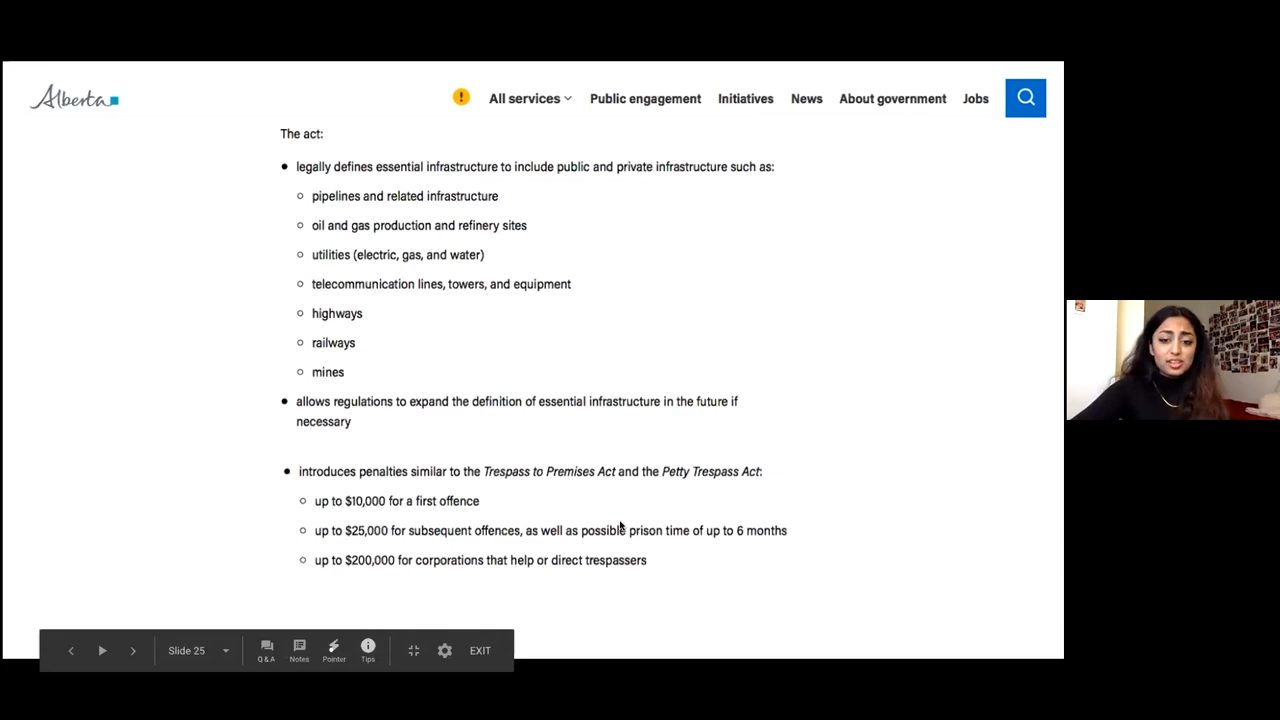 Alberta
! All services Public engagement Initiatives News About government Jobs
The act:
• legally defines essential infrastructure to include public and private infrastructure such as:
○ pipelines and related infrastructure
○ oil and gas production and refinery sites
○ utilities (electric, gas, and water)
○ telecommunication lines, towers, and equipment
○ highways
○ railways
○ mines
• allows regulations to expand the definition of essential infrastructure in the future if
necessary
• introduces penalties similar to the Trespass to Premises Act and the Petty Trespass Act:
○ up to $10,000 for a first offence
○ up to $25,000 for subsequent offences, as well as possible prison time of up to 6 months
○ up to $200,000 for corporations that help or direct trespassers
Slide 25 Q & A Notes Pointer Tips EXIT